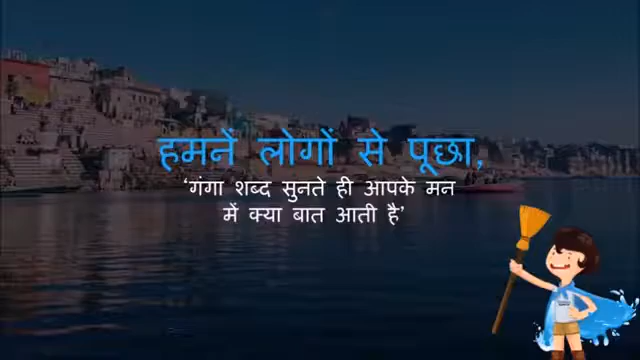 हमनें लोगों से पूछा,
‘गंगा शब्द सुनते ही आपके मन
में क्या बात आती है’